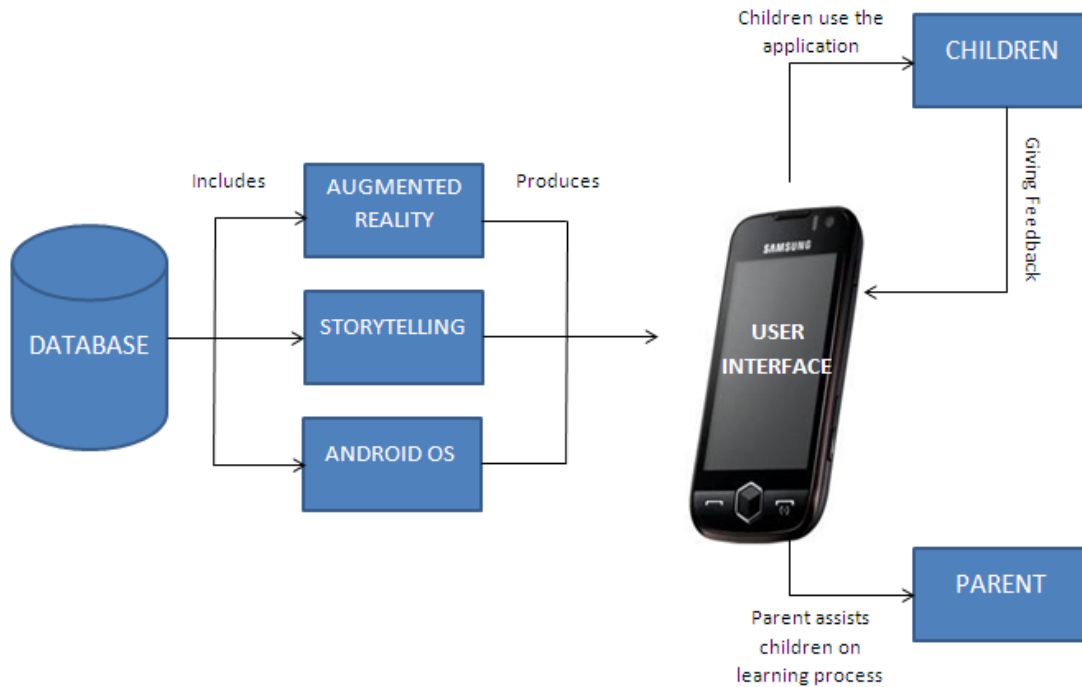 Children use the
application
CHILDREN
Giving Feedback
Includes
AUGMENTED
REALITY
Produces
SAMSUNG
DATABASE
STORYTELLING
USER
INTERFACE
ANDROID OS
PARENT
Parent assists
children on
learning process